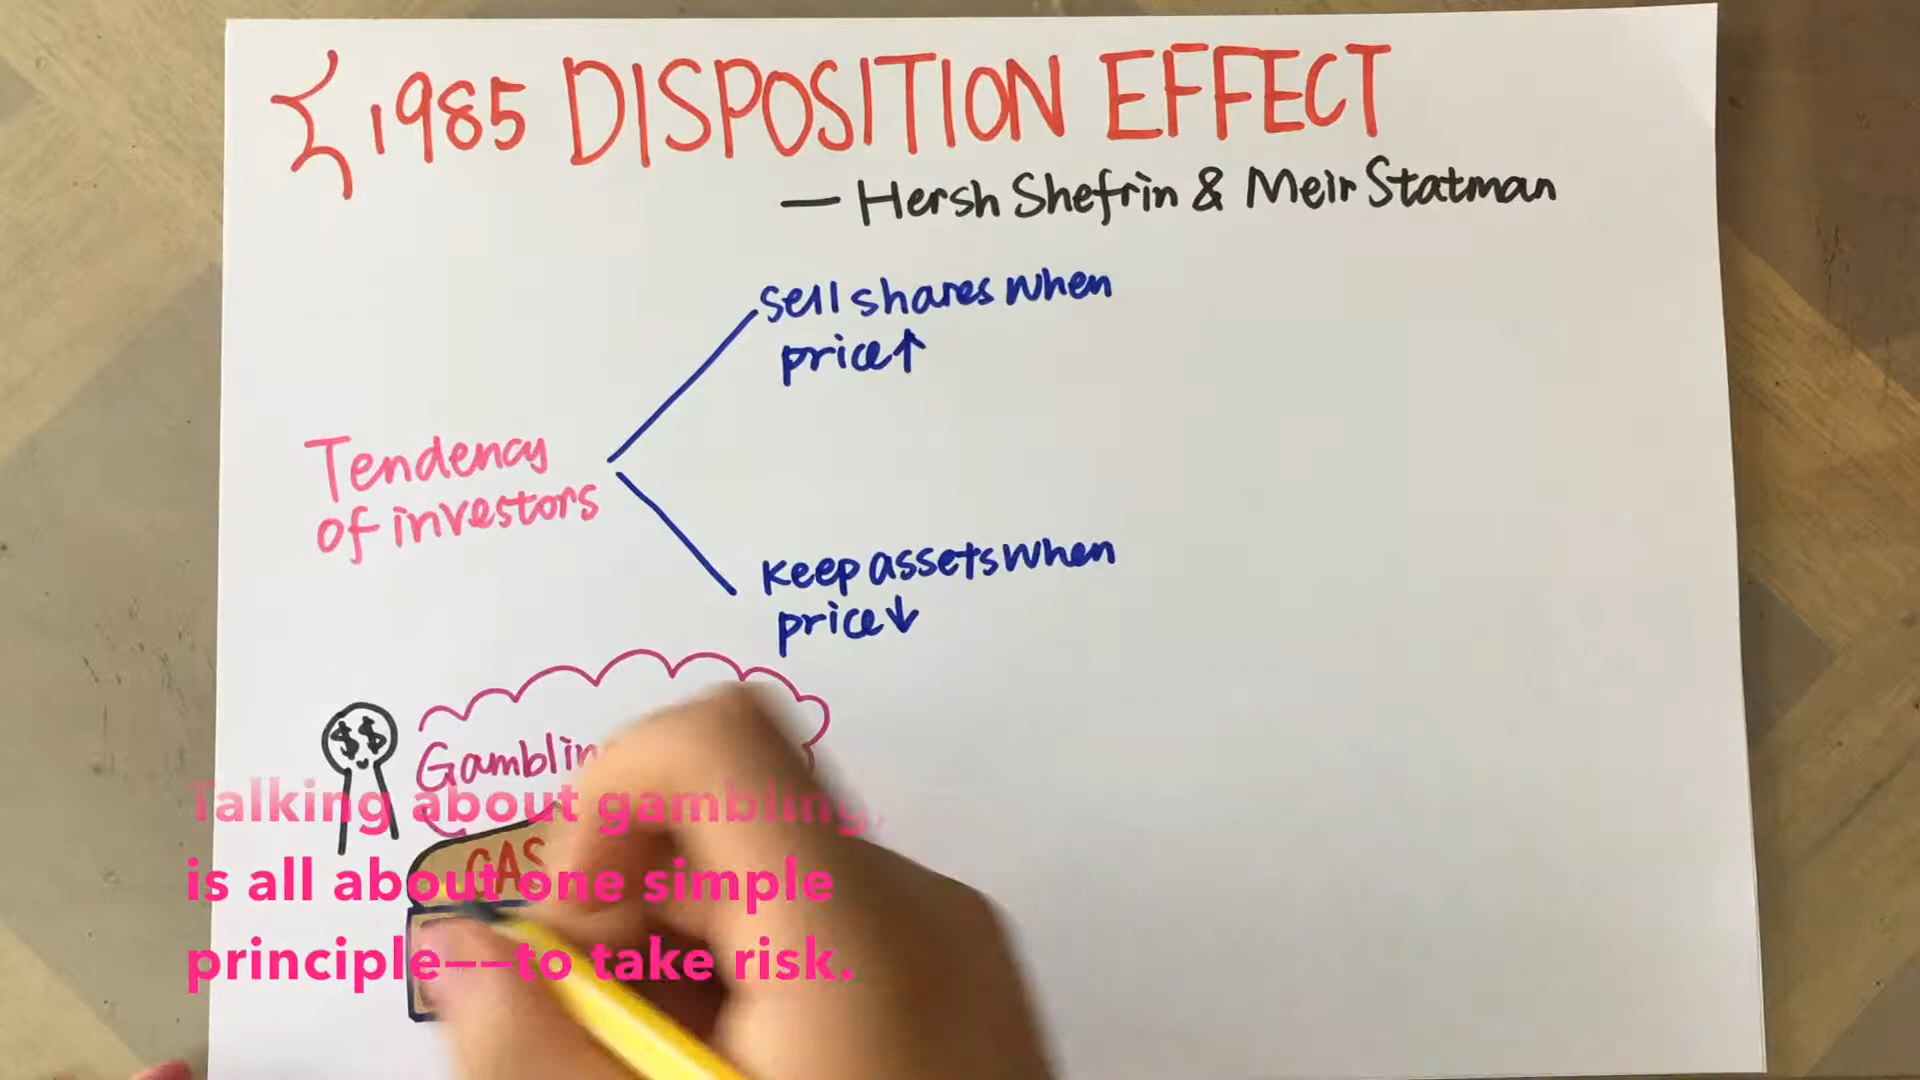 1985 DISPOSITION EFFECT
— Hersh Shefrin & Meir Statman
sell shares when
price↑
Tendency
of investors
keep assets when
price↓
$$
Talking about gambling,
is all about one simple
principle——to take risk.